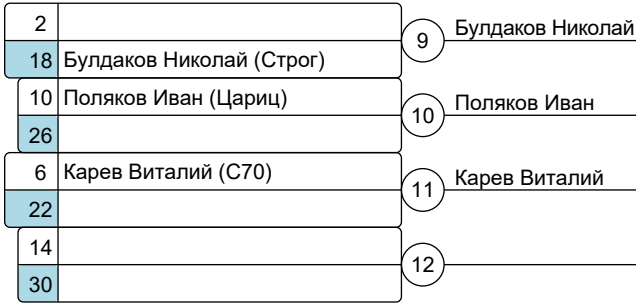 2
9 Булдаков Николай
18 Булдаков Николай (Строг)
10 Поляков Иван (Цариц)
10 Поляков Иван
26
6 Карев Виталий (С70)
11 Карев Виталий
22
14
12
30